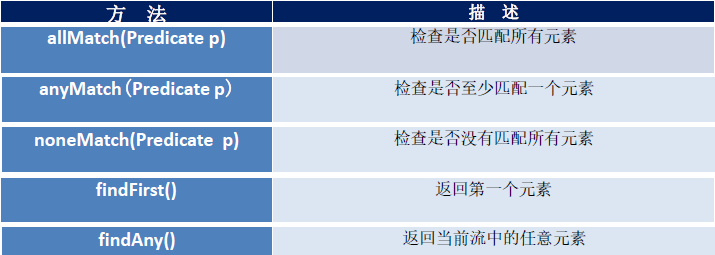 方 法 描 述
allMatch(Predicate p) 检查是否匹配所有元素
anyMatch（Predicate p） 检查是否至少匹配一个元素
noneMatch(Predicate p) 检查是否没有匹配所有元素
findFirst() 返回第一个元素
findAny() 返回当前流中的任意元素